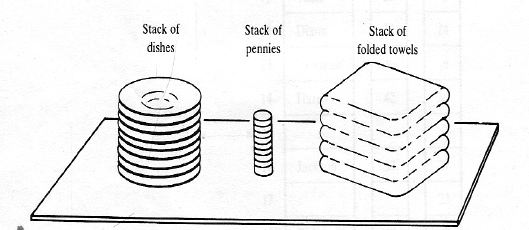 Stack of
dishes
Stack of
pennies
Stack of
folded towels